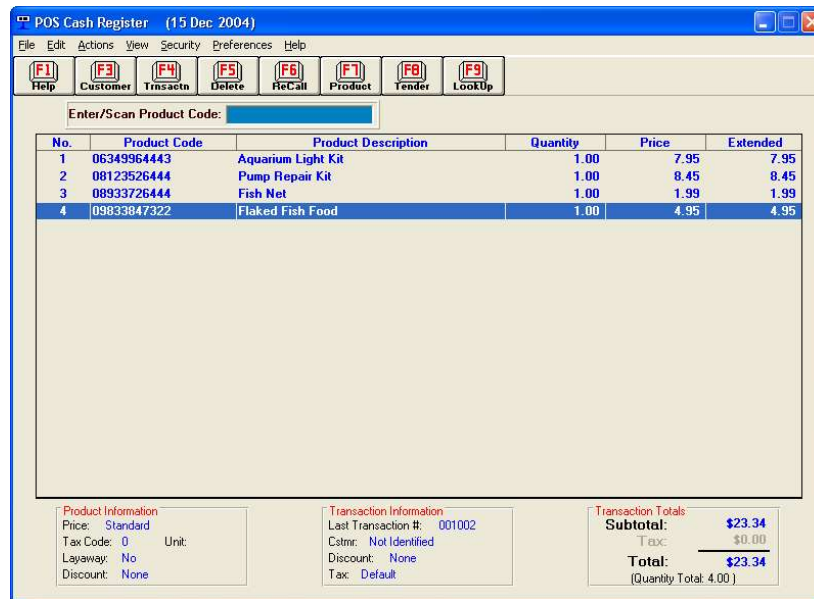 POS Cash Register (15 Dec 2004)
File Edit Actions View Security Preferences Help
F1 F3 F4 F5 F6 F7 F8 F9
Help Customer Trnsactn Delete ReCall Product Tender LookUp
Enter/Scan Product Code:
No. Product Code Product Description Quantity Price Extended
1 06349964443 Aquarium Light Kit 1.00 7.95 7.95
2 08123526444 Pump Repair Kit 1.00 8.45 8.45
3 08933726444 Fish Net 1.00 1.99 1.99
4 09833847322 Flaked Fish Food 1.00 4.95 4.95
Product Information
Price: Standard
Tax Code: 0 Unit:
Layaway: No
Discount: None
Transaction Information
Last Transaction #: 001002
Cstmr: Not Identified
Discount: None
Tax: Default
Transaction Totals
Subtotal: $23.34
Tax: $0.00
Total: $23.34
(Quantity Total: 4.00 )